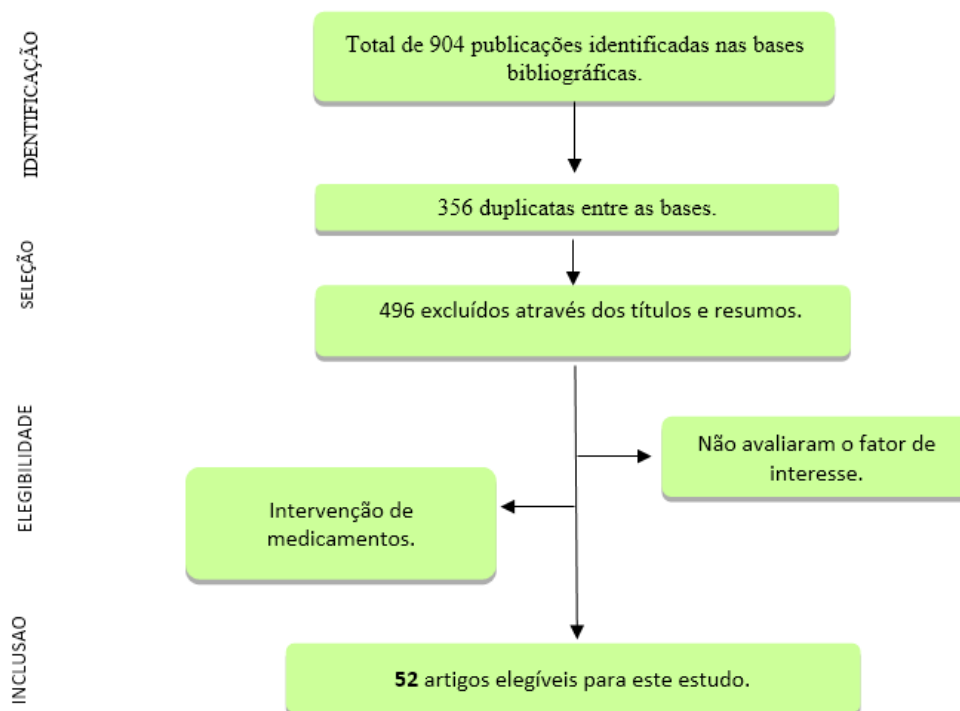 IDENTIFICAÇÃO
Total de 904 publicações identificadas nas bases
bibliográficas.
356 duplicatas entre as bases.
SELEÇÃO
496 excluídos através dos títulos e resumos.
ELEGIBILIDADE
Não avaliaram o fator de
interesse.
Intervenção de
medicamentos.
INCLUSAO
52 artigos elegíveis para este estudo.